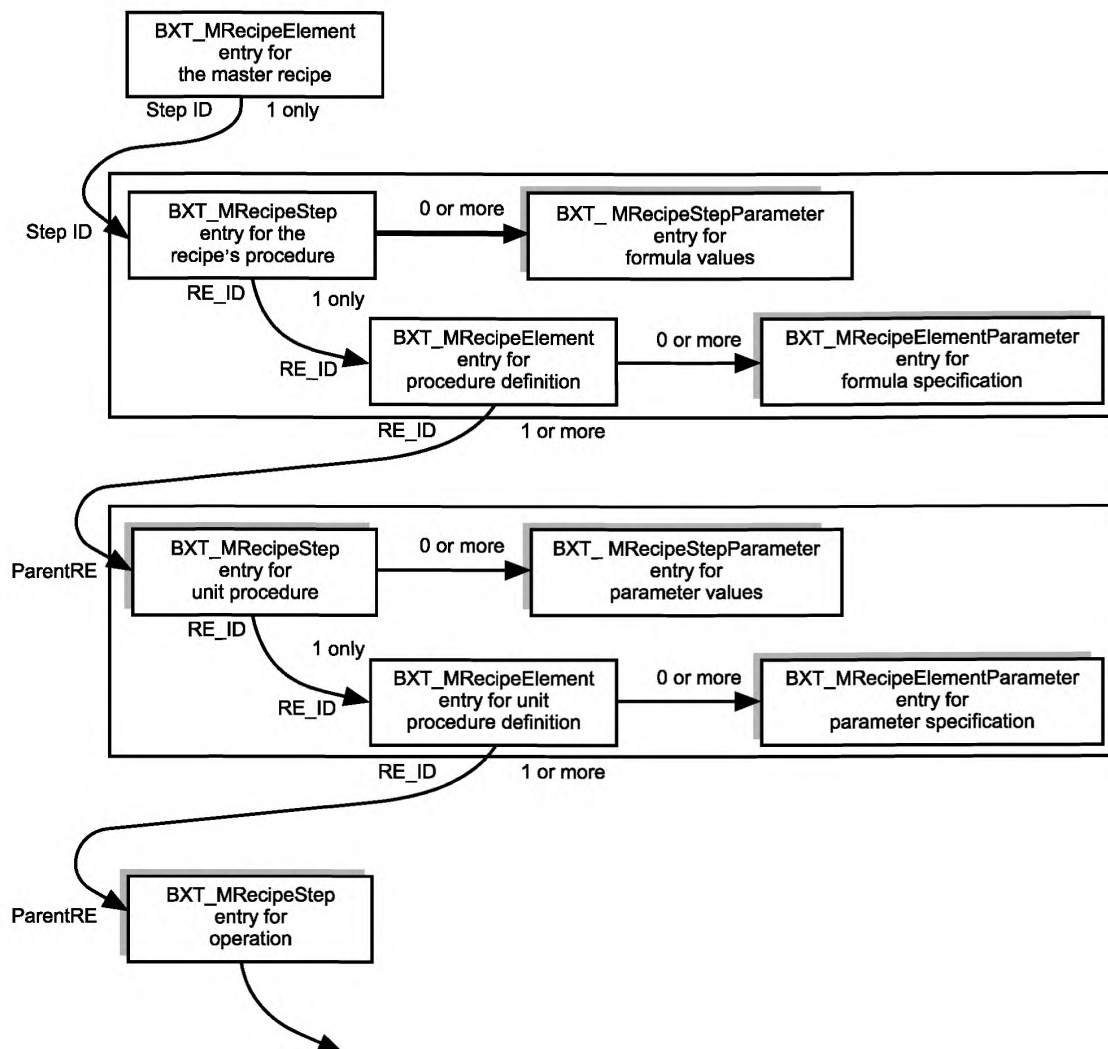 BXT_MRecipeElement
entry for
the master recipe
Step ID
1 only
Step ID
BXT_MRecipeStep
entry for the
recipe's procedure
0 or more
BXT_ MRecipeStepParameter
entry for
formula values
RE_ID
1 only
RE_ID
BXT_MRecipeElement
entry for
procedure definition
0 or more
BXT_MRecipeElementParameter
entry for
formula specification
RE_ID
1 or more
ParentRE
BXT_MRecipeStep
entry for
unit procedure
0 or more
BXT_ MRecipeStepParameter
entry for
parameter values
RE_ID
1 only
RE_ID
BXT_MRecipeElement
entry for unit
procedure definition
0 or more
BXT_MRecipeElementParameter
entry for
parameter specification
RE_ID
1 or more
ParentRE
BXT_MRecipeStep
entry for
operation